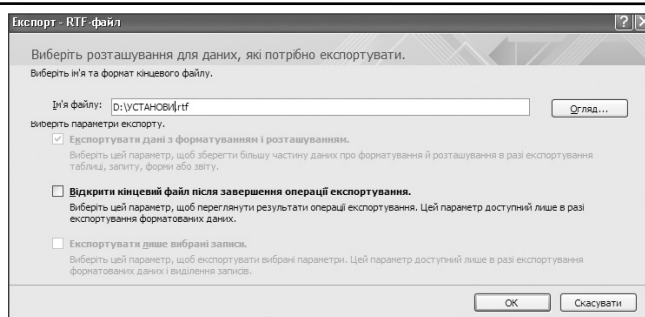 Експорт - RTF-файл
Виберіть розташування для даних, які потрібно експортувати.
Виберіть ім'я та формат кінцевого файлу.
Ім'я файлу: D:\УСТАНОВИ.rtf Огляд...
Виберіть параметри експорту.
Експортувати дані з форматуванням і розташуванням.
Виберіть цей параметр, щоб зберегти більшу частину даних про форматування й розташування в разі експортування
таблиці, запиту, форми або звіту.
Відкрити кінцевий файл після завершення операції експортування.
Виберіть цей параметр, щоб переглянути результати операції експортування. Цей параметр доступний лише в разі
експортування форматованих даних.
Експортувати лише вибрані записи.
Виберіть цей параметр, щоб експортувати вибрані параметри. Цей параметр доступний лише в разі експортування
форматованих даних і виділення записів.
ОК Скасувати